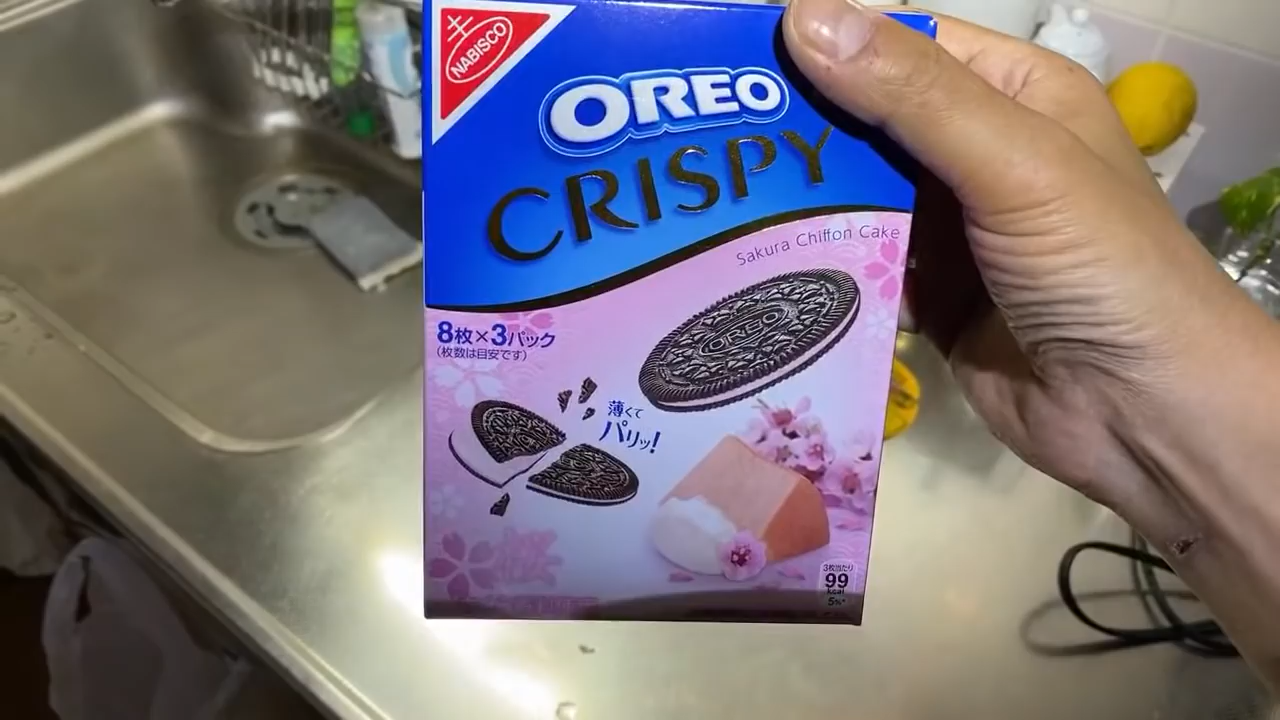 NABISCO
OREO
CRISPY
Sakura Chiffon Cake
8枚×3パック
(枚数は目安です)
OREO
薄くて
パリッ!
3枚当たり
99
kcal
5%*